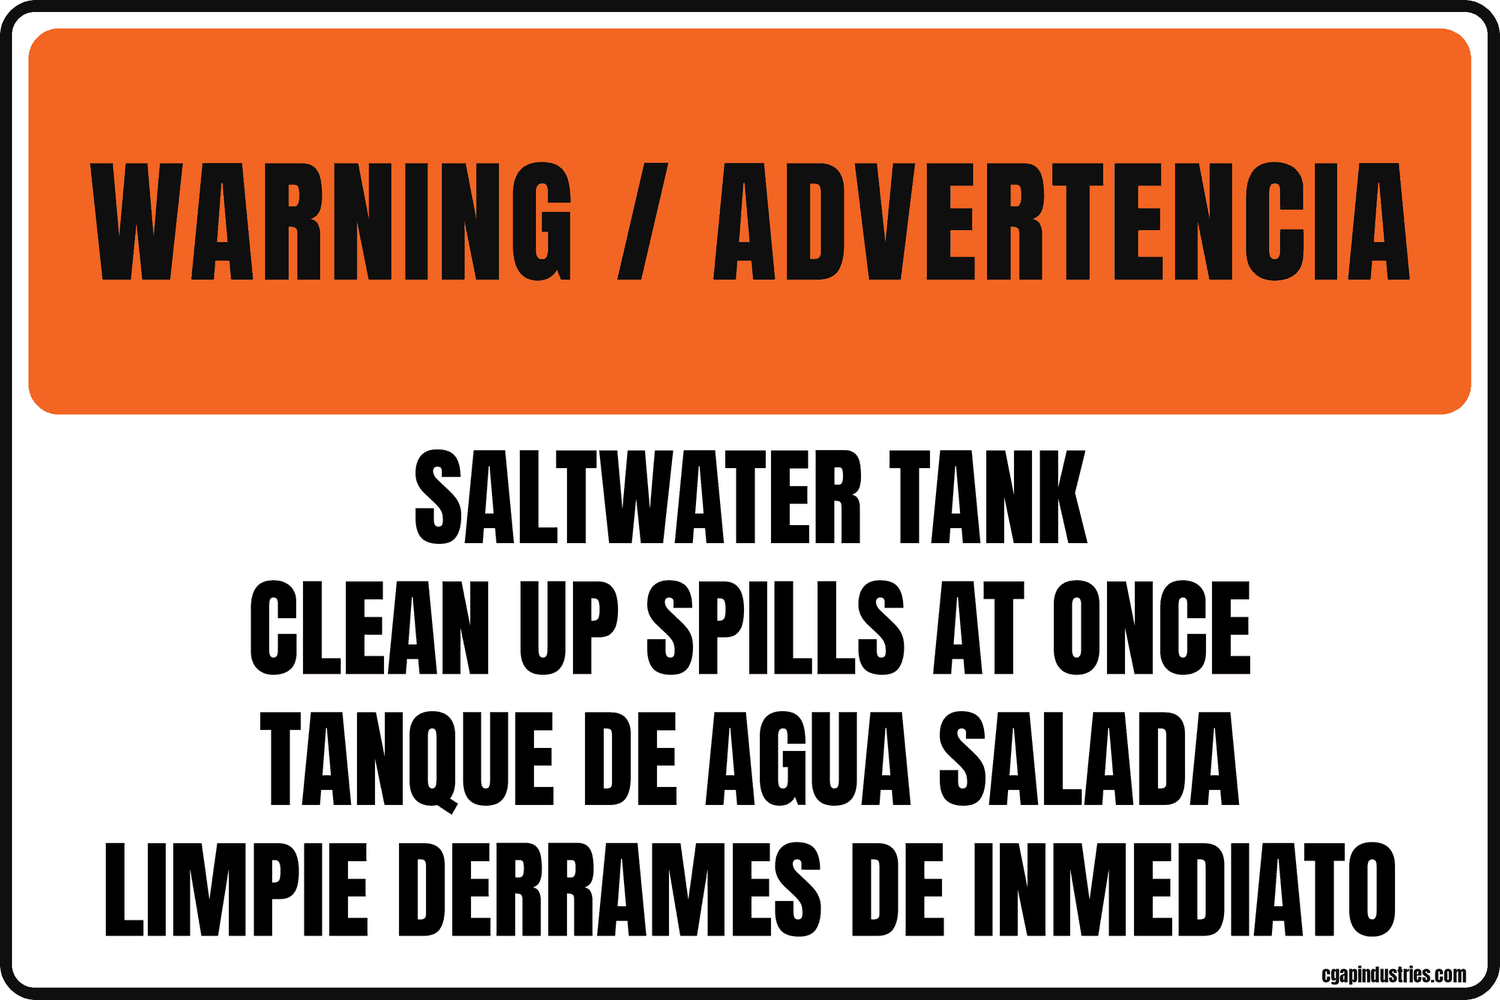 WARNING / ADVERTENCIA
SALTWATER TANK
CLEAN UP SPILLS AT ONCE
TANQUE DE AGUA SALADA
LIMPIE DERRAMES DE INMEDIATO
cgapindustries.com